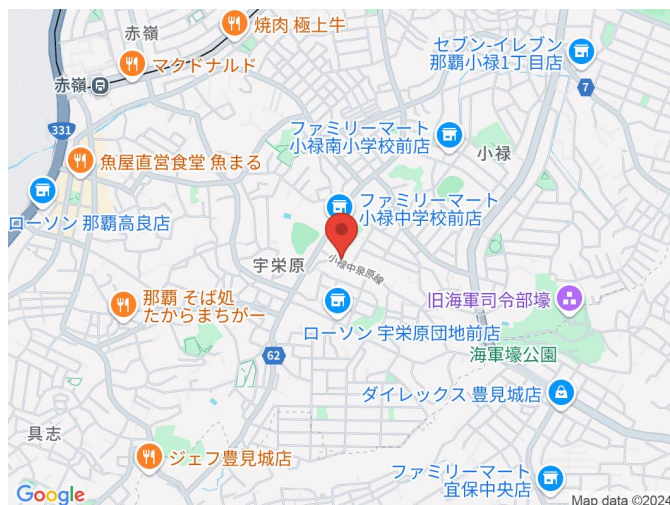 焼肉 極上牛
赤嶺
マクドナルド
赤嶺
セブン-イレブン
那覇小禄1丁目店
7
331
ファミリーマート
小禄南小学校前店
小禄
魚屋直営食堂 魚まる
ローソン 那覇高良店
ファミリーマート
小禄中学校前店
宇栄原
小禄中泉原線
那覇 そば処
たからまちがー
ローソン 宇栄原団地前店
旧海軍司令部壕
海軍壕公園
62
ダイレックス 豊見城店
具志
ジェフ豊見城店
ファミリーマート
宜保中央店
Google
Map data ©2024